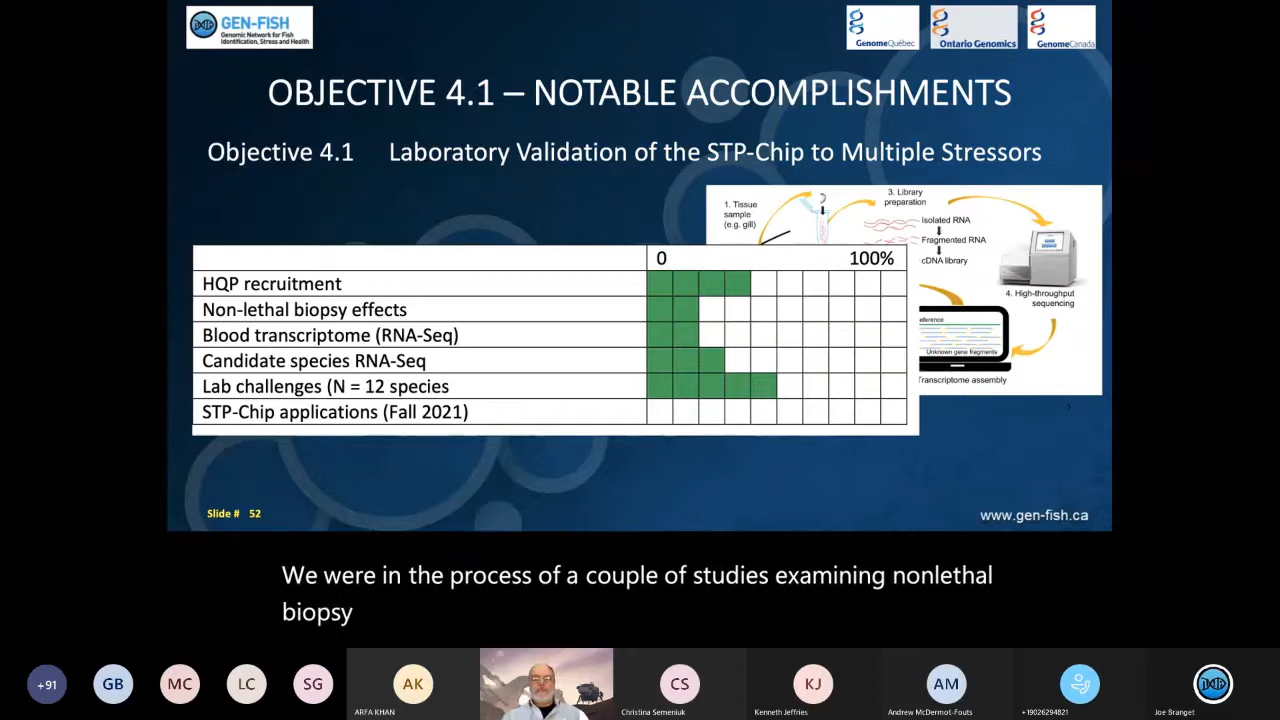 GEN-FISH
Genomic Network for Fish
Identification, Stress and Health
GenomeQuébec
Ontario Genomics
GenomeCanada
OBJECTIVE 4.1 – NOTABLE ACCOMPLISHMENTS
Objective 4.1 Laboratory Validation of the STP-Chip to Multiple Stressors
1. Tissue
sample
(e.g. gill)
3. Library
preparation
Isolated RNA
Fragmented RNA
cDNA library
4. High-throughput
sequencing
eference
Unknown gene fragments
Transcriptome assembly
0 100%
HQP recruitment
Non-lethal biopsy effects
Blood transcriptome (RNA-Seq)
Candidate species RNA-Seq
Lab challenges (N = 12 species
STP-Chip applications (Fall 2021)
Slide # 52
www.gen-fish.ca
We were in the process of a couple of studies examining nonlethal
biopsy
+91
GB
MC
LC
SG
AK
ARFA KHAN
CS
Christina Semeniuk
KJ
Kenneth Jeffries
AM
Andrew McDermot-Fouts
+19026294821
Joe Branget